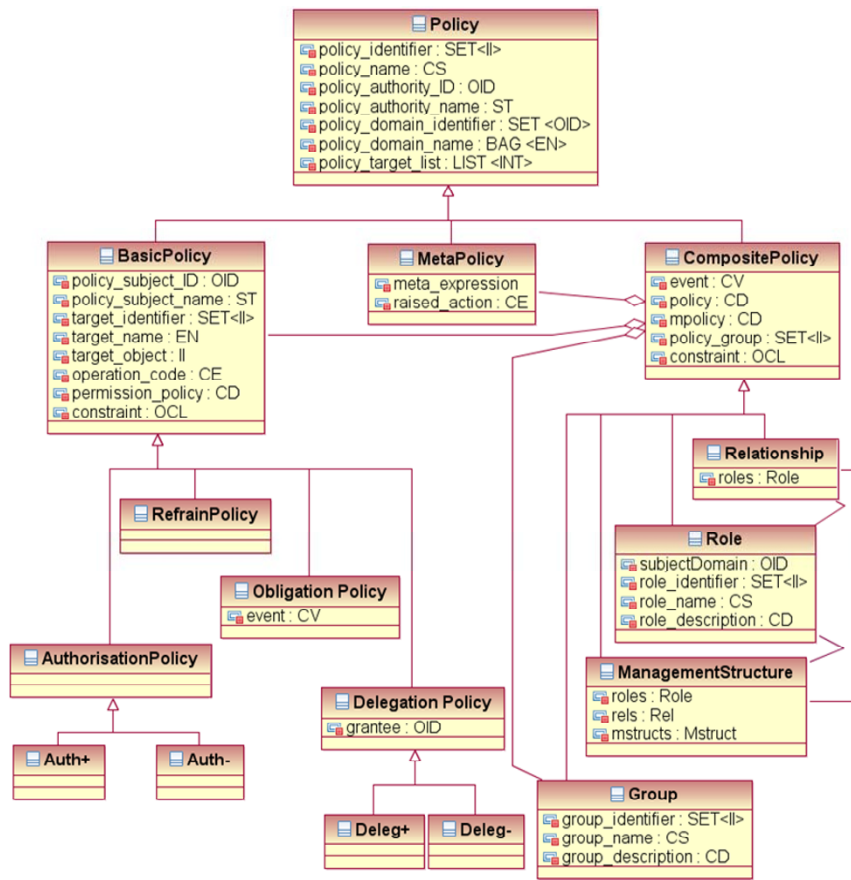 Policy
policy_identifier : SET<II>
policy_name : CS
policy_authority_ID : OID
policy_authority_name : ST
policy_domain_identifier : SET <OID>
policy_domain_name : BAG <EN>
policy_target_list : LIST <INT>
BasicPolicy
policy_subject_ID : OID
policy_subject_name : ST
target_identifier : SET<II>
target_name : EN
target_object : II
operation_code : CE
permission_policy : CD
constraint : OCL
MetaPolicy
meta_expression
raised_action : CE
CompositePolicy
event : CV
policy : CD
mpolicy : CD
policy_group : SET<II>
constraint : OCL
Relationship
roles : Role
RefrainPolicy
Role
subjectDomain : OID
role_identifier : SET<II>
role_name : CS
role_description : CD
Obligation Policy
event : CV
AuthorisationPolicy
ManagementStructure
roles : Role
rels : Rel
mstructs : Mstruct
Delegation Policy
grantee : OID
Auth+
Auth-
Group
group_identifier : SET<II>
group_name : CS
group_description : CD
Deleg+
Deleg-